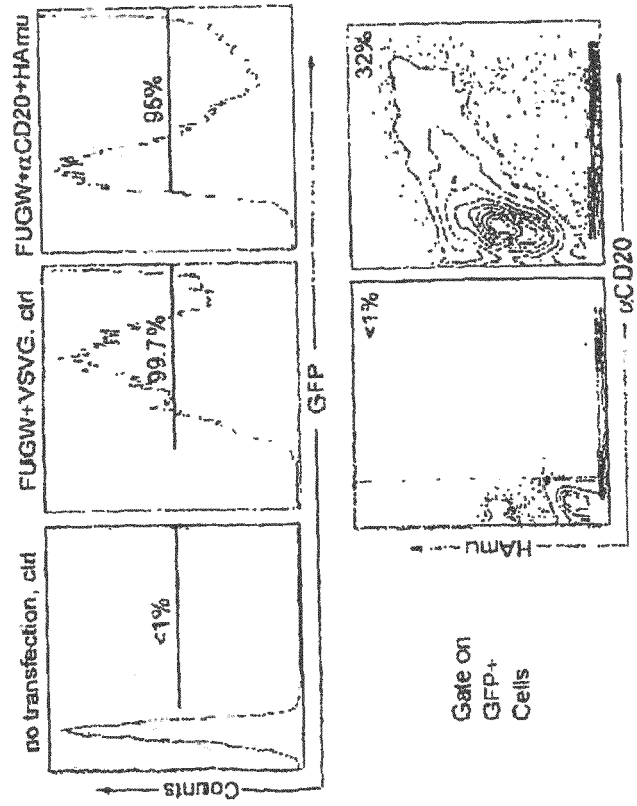 no transfection, ctrl
FUGW+VSVG. ctrl
FUGW+αCD20+HAmu
<1%
99.7%
95%
Counts
GFP
Gate on
GFP+
Cells
<1%
32%
HAmu
αCD20